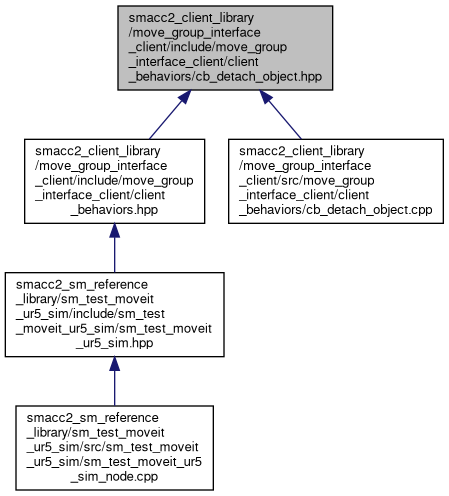 smacc2_client_library
/move_group_interface
_client/include/move_group
_interface_client/client
_behaviors/cb_detach_object.hpp
smacc2_client_library
/move_group_interface
_client/include/move_group
_interface_client/client
_behaviors.hpp
smacc2_client_library
/move_group_interface
_client/src/move_group
_interface_client/client
_behaviors/cb_detach_object.cpp
smacc2_sm_reference
_library/sm_test_moveit
_ur5_sim/include/sm_test
_moveit_ur5_sim/sm_test_moveit
_ur5_sim.hpp
smacc2_sm_reference
_library/sm_test_moveit
_ur5_sim/src/sm_test_moveit
_ur5_sim/sm_test_moveit_ur5
_sim_node.cpp